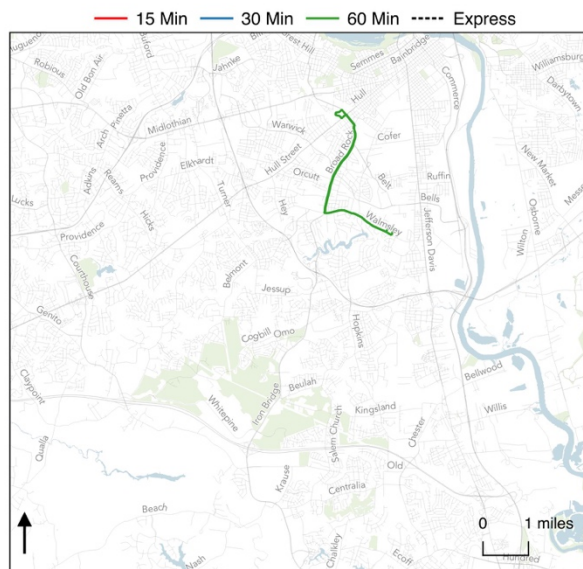 15 Min 30 Min 60 Min Express
Robious
Old Bon Air
Buford
Jahnke
Forest Hill
Semmes
Bainbridge
Commerce
Williamsburg
Darbytown
Pinetta
Arch
Midlothian
Warwick
Hull
Cofer
New Market
Adkins
Reams
Providence
Elkhardt
Hull Street
Broad Rock
Orcutt
Belt
Ruffin
Lucks
Turner
Hey
Bells
Osborne
Hicks
Walmsley
Jefferson Davis
Wilton
Providence
Courthouse
Belmont
Jessup
Genito
Hopkins
Cogbill
Omo
Bellwood
Claypoint
Iron Bridge
Beulah
Whitepine
Kingsland
Willis
Salem Church
Chester
Qualla
Krause
Old
Centralia
Beach
0 1 miles
Nash
Chalkley
Ecoff
Hundred